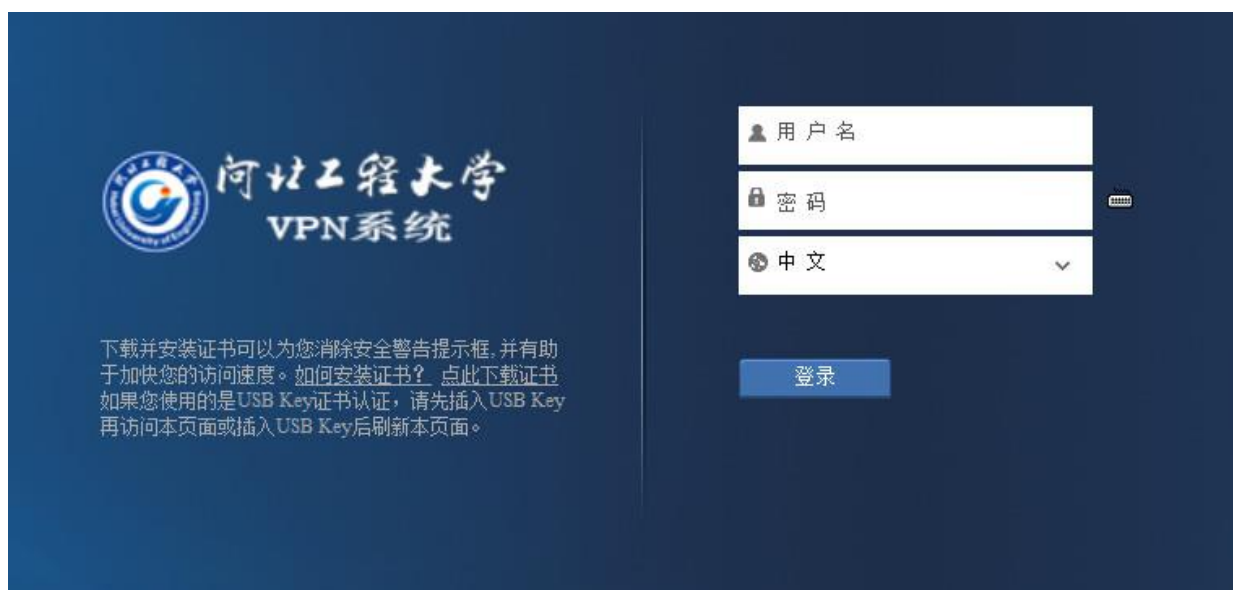 河北工程大学
VPN系统
下载并安装证书可以为您消除安全警告提示框,并有助
于加快您的访问速度。如何安装证书? 点此下载证书
如果您使用的是USB Key证书认证，请先插入USB Key
再访问本页面或插入USB Key后刷新本页面。
用户名
密码
中文
登录